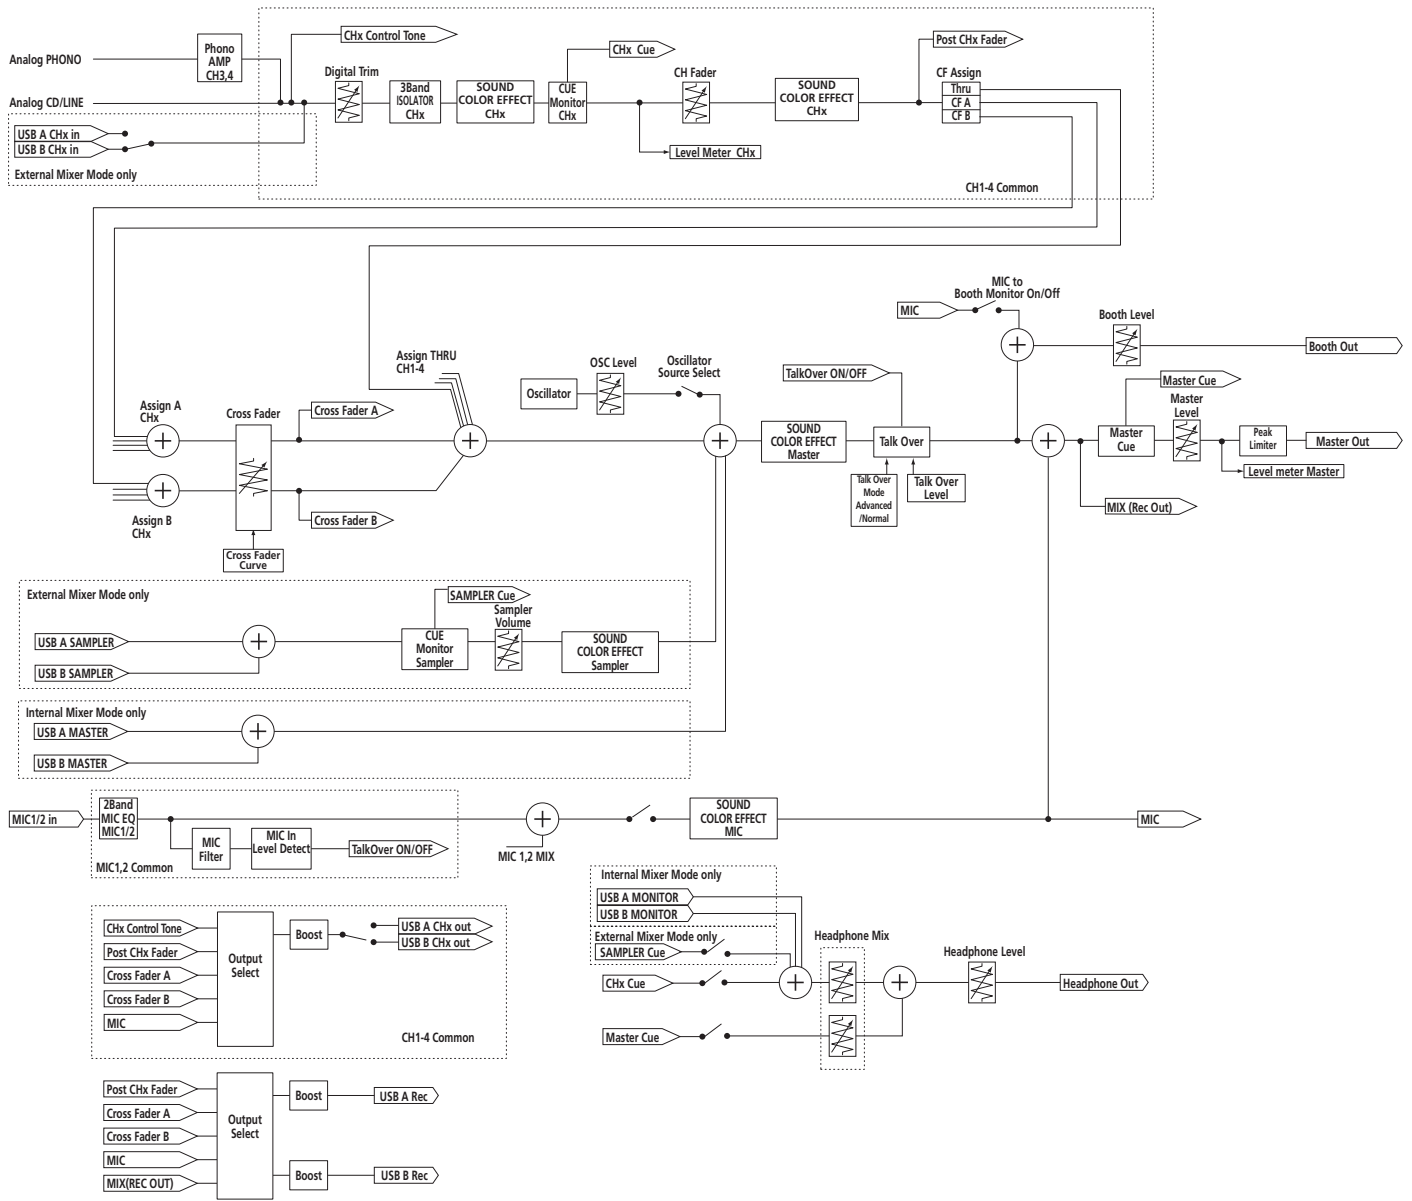 CHx Control Tone
Phono
AMP
CH3,4
Analog PHONO
CHx Cue
Post CHx Fader
Digital Trim
CH Fader
CF Assign
Thru
CF A
CF B
3Band
ISOLATOR
CHx
SOUND
COLOR EFFECT
CHx
CUE
Monitor
CHx
SOUND
COLOR EFFECT
CHx
Analog CD/LINE
USB A CHx in
USB B CHx in
External Mixer Mode only
Level Meter CHx
CH1-4 Common
MIC to
Booth Monitor On/Off
MIC
Booth Level
Booth Out
Assign THRU
CH1-4
OSC Level
Oscillator
Source Select
TalkOver ON/OFF
Master Cue
Oscillator
Master
Level
Assign A
CHx
Cross Fader
Cross Fader A
SOUND
COLOR EFFECT
Master
Talk Over
Master
Cue
Peak
Limiter
Master Out
Level meter Master
Talk Over
Mode
Advanced
/Normal
Talk Over
Level
MIX (Rec Out)
Assign B
CHx
Cross Fader B
Cross Fader
Curve
External Mixer Mode only
SAMPLER Cue
Sampler
Volume
USB A SAMPLER
CUE
Monitor
Sampler
SOUND
COLOR EFFECT
Sampler
USB B SAMPLER
Internal Mixer Mode only
USB A MASTER
USB B MASTER
MIC1/2 in
2Band
MIC EQ
MIC1/2
MIC
Filter
MIC In
Level Detect
TalkOver ON/OFF
MIC1,2 Common
MIC 1,2 MIX
SOUND
COLOR EFFECT
MIC
MIC
Internal Mixer Mode only
USB A MONITOR
USB B MONITOR
External Mixer Mode only
SAMPLER Cue
CHx Cue
Master Cue
Headphone Mix
Headphone Level
Headphone Out
CHx Control Tone
Post CHx Fader
Cross Fader A
Cross Fader B
MIC
Output
Select
Boost
USB A CHx out
USB B CHx out
CH1-4 Common
Post CHx Fader
Cross Fader A
Cross Fader B
MIC
MIX(REC OUT)
Output
Select
Boost
USB A Rec
Boost
USB B Rec